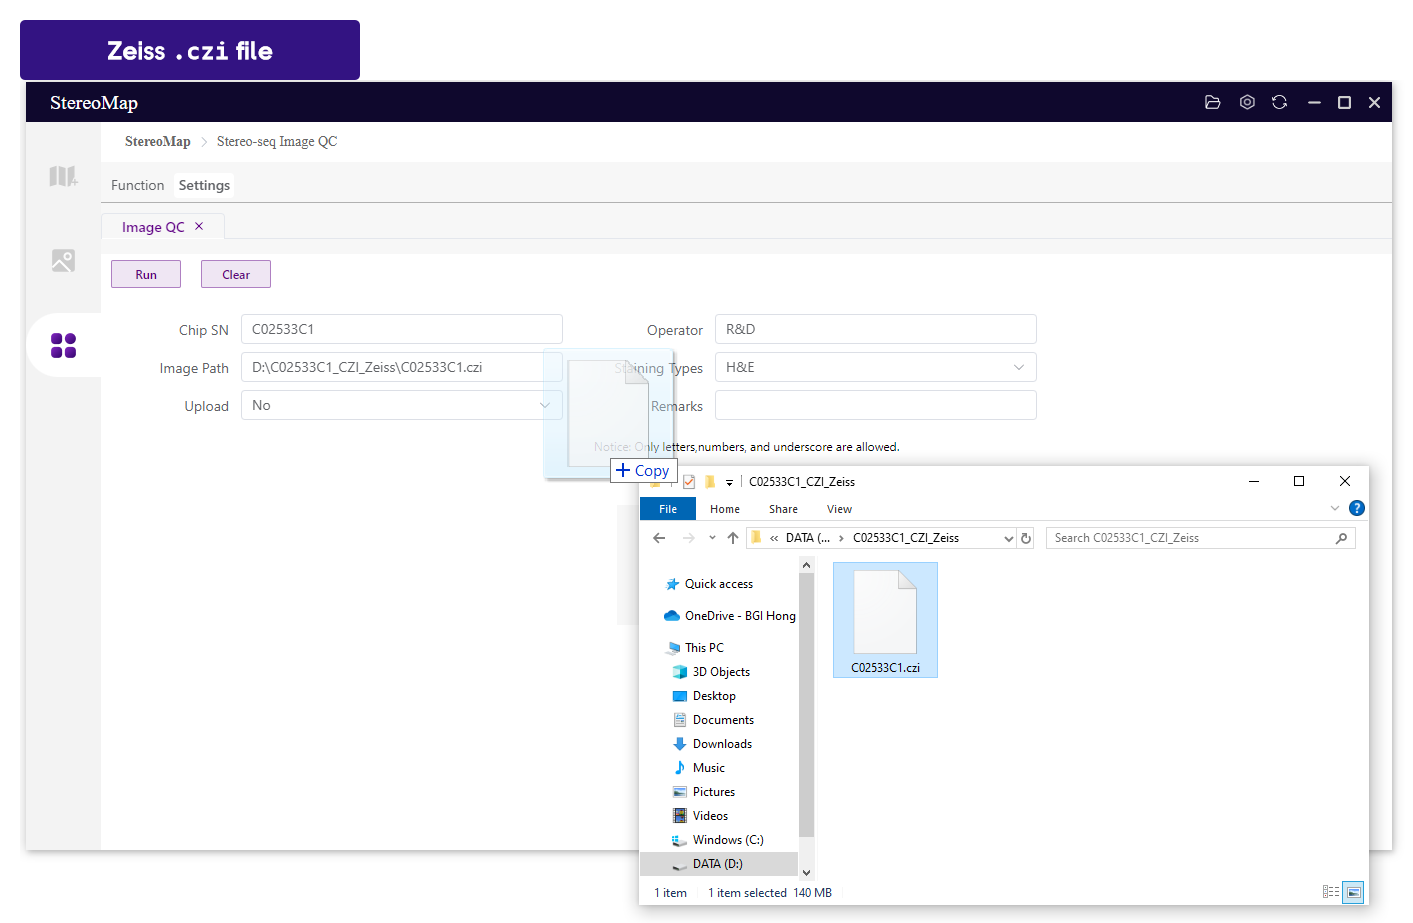 Zeiss .czi file
StereoMap
StereoMap Stereo-seq Image QC
Function Settings
Image QC
Run Clear
Chip SN C02533C1 Operator R&D
Image Path D:\C02533C1_CZI_Zeiss\C02533C1.czi Staining Types H&E
Upload No Remarks
Notice: Only letters,numbers, and underscore are allowed.
+ Copy
C02533C1_CZI_Zeiss
File Home Share View
« DATA (... › C02533C1_CZI_Zeiss Search C02533C1_CZI_Zeiss
Quick access
OneDrive - BGI Hong
This PC
3D Objects
Desktop
Documents
Downloads
Music
Pictures
Videos
Windows (C:)
DATA (D:)
C02533C1.czi
1 item 1 item selected 140 MB